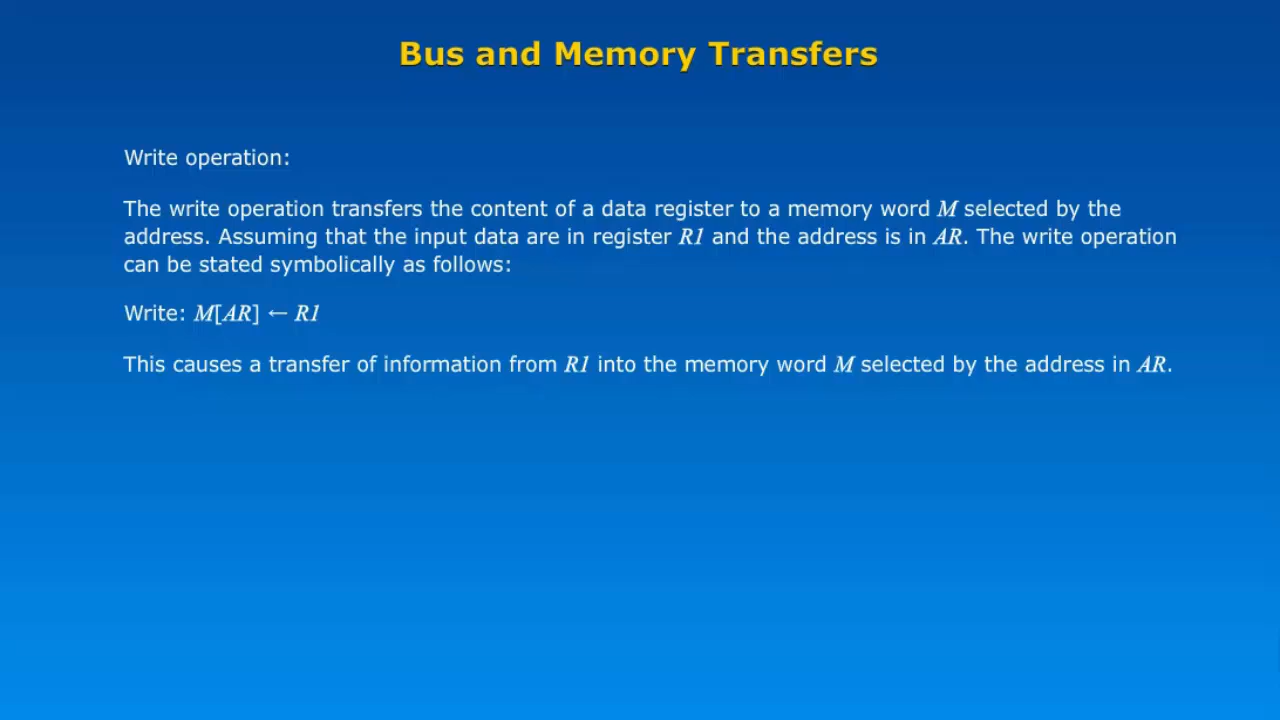 Bus and Memory Transfers
Write operation:
The write operation transfers the content of a data register to a memory word M selected by the
address. Assuming that the input data are in register R1 and the address is in AR. The write operation
can be stated symbolically as follows:
Write: M[AR] ← R1
This causes a transfer of information from R1 into the memory word M selected by the address in AR.